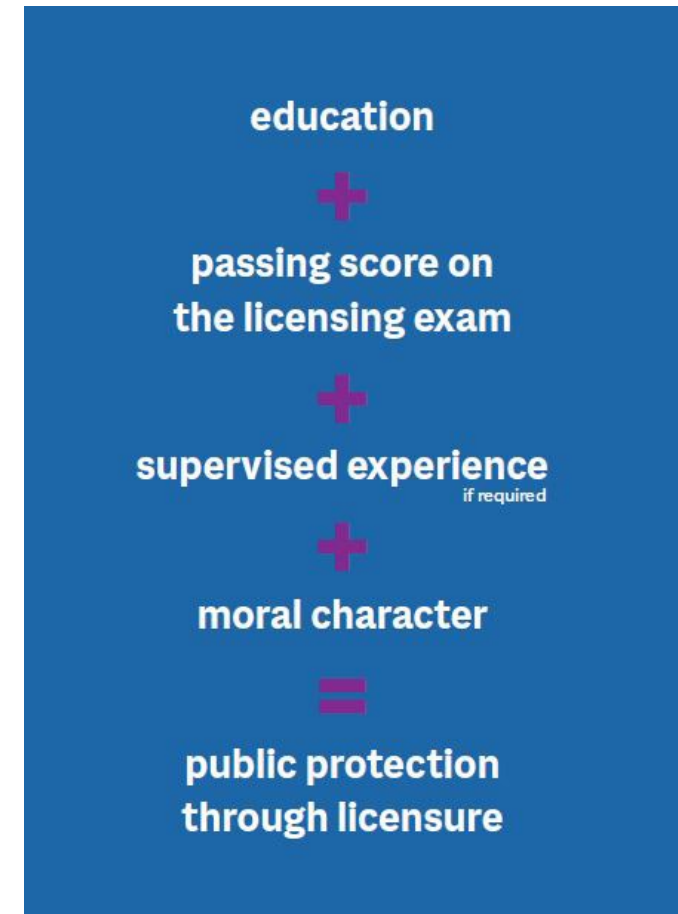 education
+
passing score on
the licensing exam
+
supervised experience
if required
+
moral character
=
public protection
through licensure